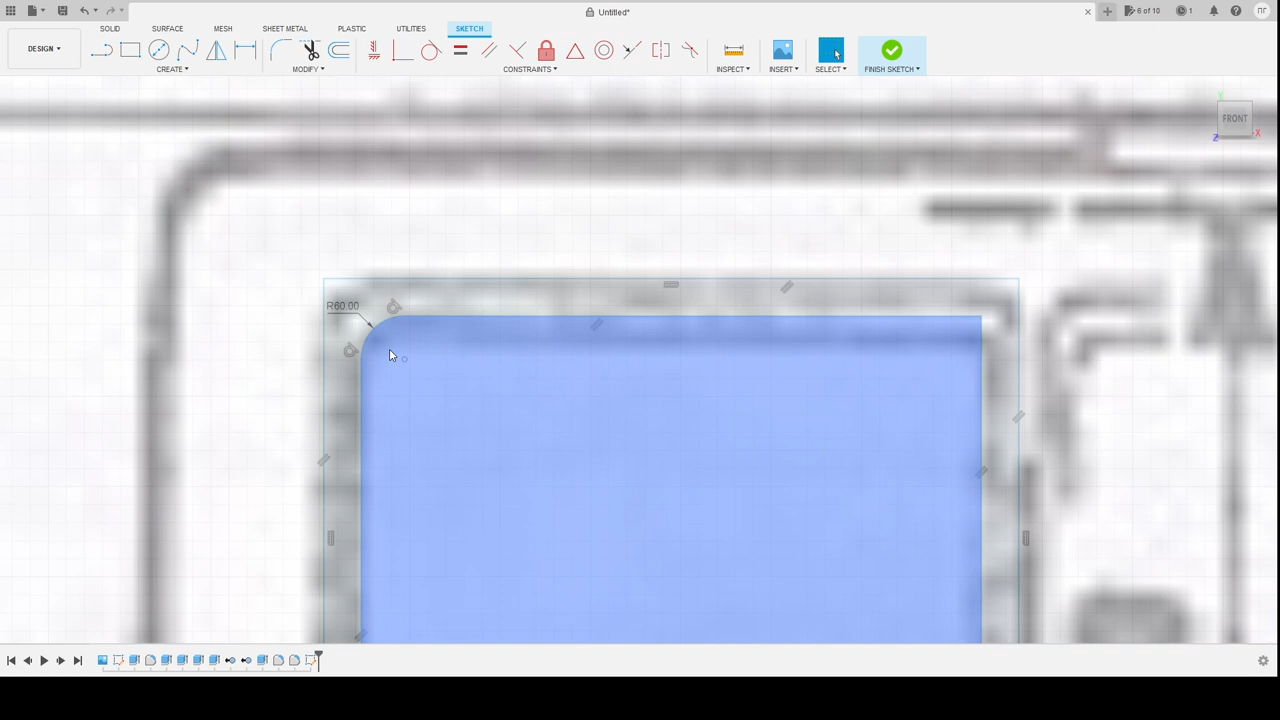 Untitled*
6 of 10
1
ПГ
SOLID
SURFACE
MESH
SHEET METAL
PLASTIC
UTILITIES
SKETCH
DESIGN
CREATE
MODIFY
CONSTRAINTS
INSPECT
INSERT
SELECT
FINISH SKETCH
Y
FRONT
X
Z
R60.00